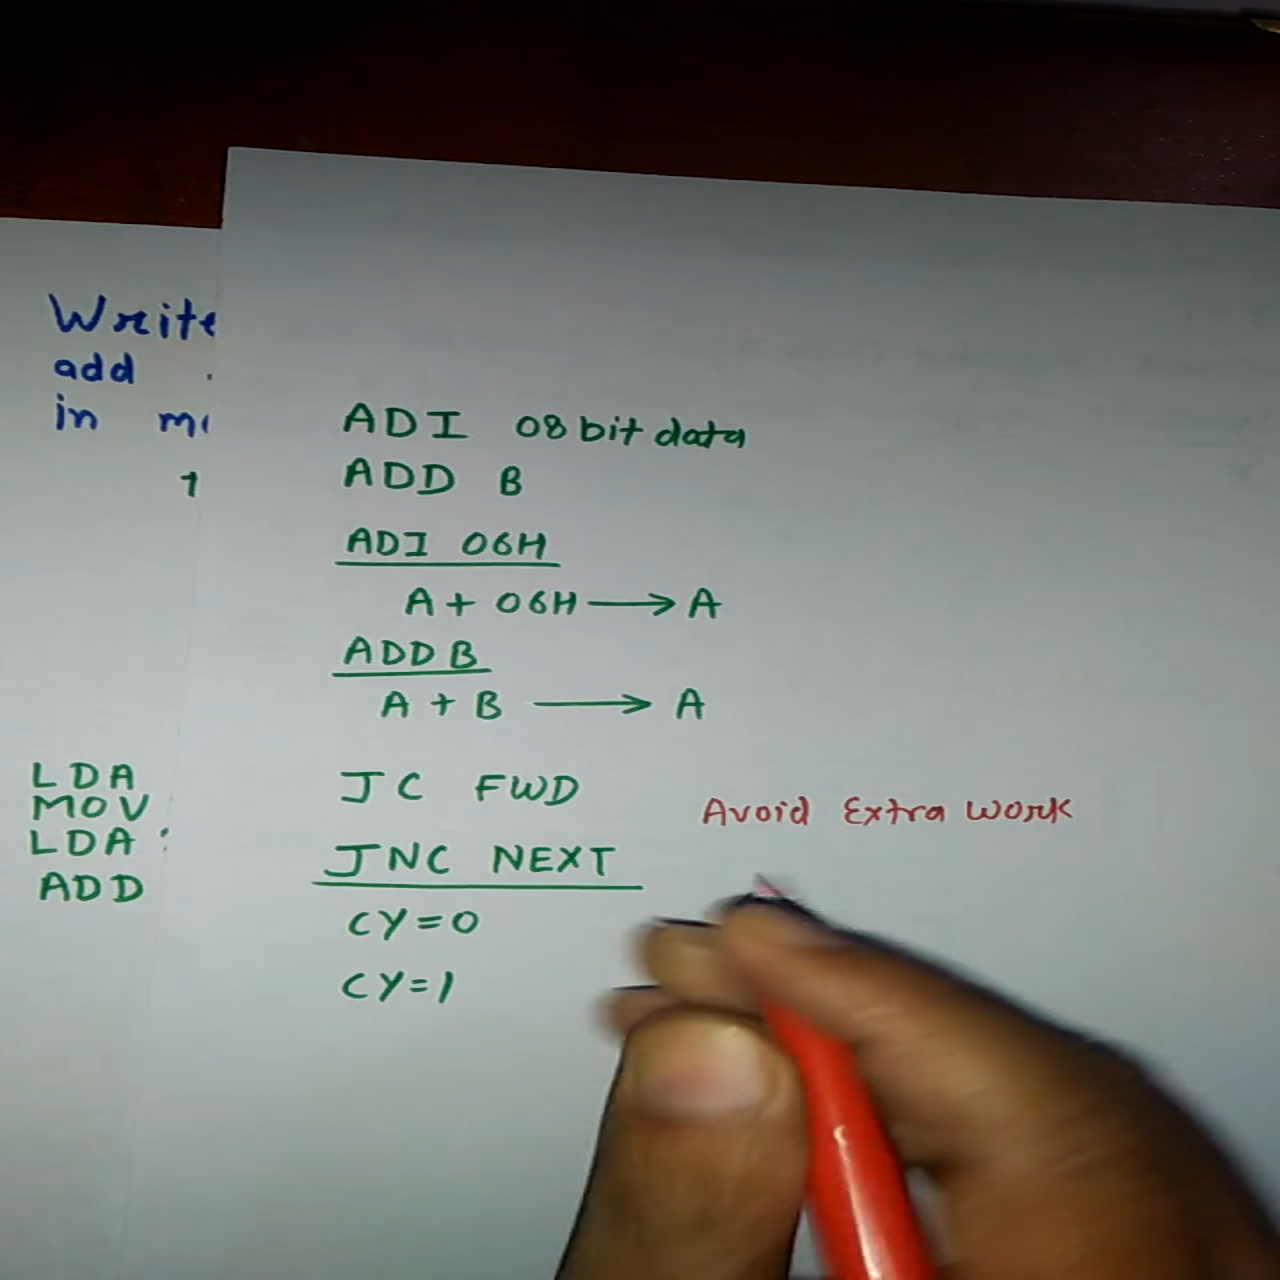 Write
add
in
ADI 08 bit data
ADD B
ADI 06H
A + 06H → A
ADD B
A + B → A
LDA
MOV
LDA :
ADD
JC FWD
JNC NEXT
CY=0
CY=1
Avoid Extra Work